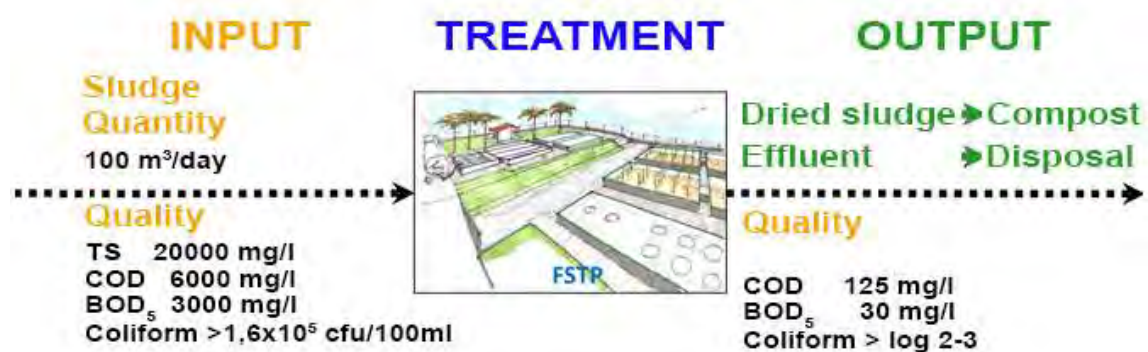 INPUT
Sludge
Quantity
100 m³/day
Quality
TS 20000 mg/l
COD 6000 mg/l
BOD₅ 3000 mg/l
Coliform >1,6x10⁵ cfu/100ml
TREATMENT
FSTP
OUTPUT
Dried sludge Compost
Effluent Disposal
Quality
COD 125 mg/l
BOD₅ 30 mg/l
Coliform > log 2-3